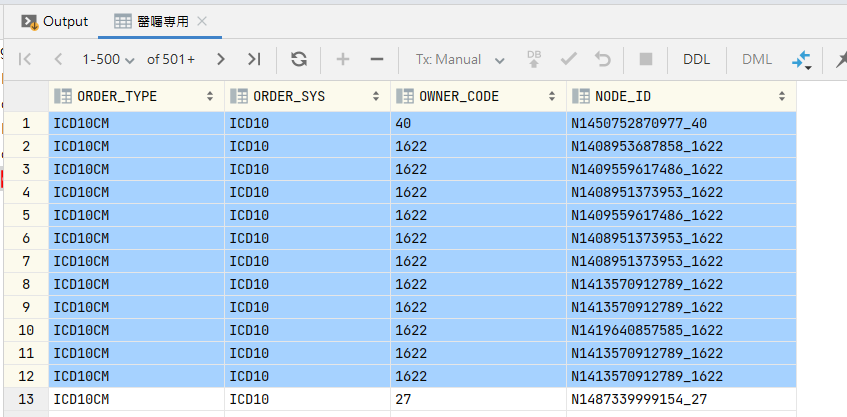 Output 醫囑專用
1-500 of 501+ Tx: Manual DB DDL DML
ORDER_TYPE ORDER_SYS OWNER_CODE NODE_ID
1 ICD10CM ICD10 40 N1450752870977_40
2 ICD10CM ICD10 1622 N1408953687858_1622
3 ICD10CM ICD10 1622 N1409559617486_1622
4 ICD10CM ICD10 1622 N1408951373953_1622
5 ICD10CM ICD10 1622 N1409559617486_1622
6 ICD10CM ICD10 1622 N1408951373953_1622
7 ICD10CM ICD10 1622 N1408951373953_1622
8 ICD10CM ICD10 1622 N1413570912789_1622
9 ICD10CM ICD10 1622 N1413570912789_1622
10 ICD10CM ICD10 1622 N1419640857585_1622
11 ICD10CM ICD10 1622 N1413570912789_1622
12 ICD10CM ICD10 1622 N1413570912789_1622
13 ICD10CM ICD10 27 N1487339999154_27